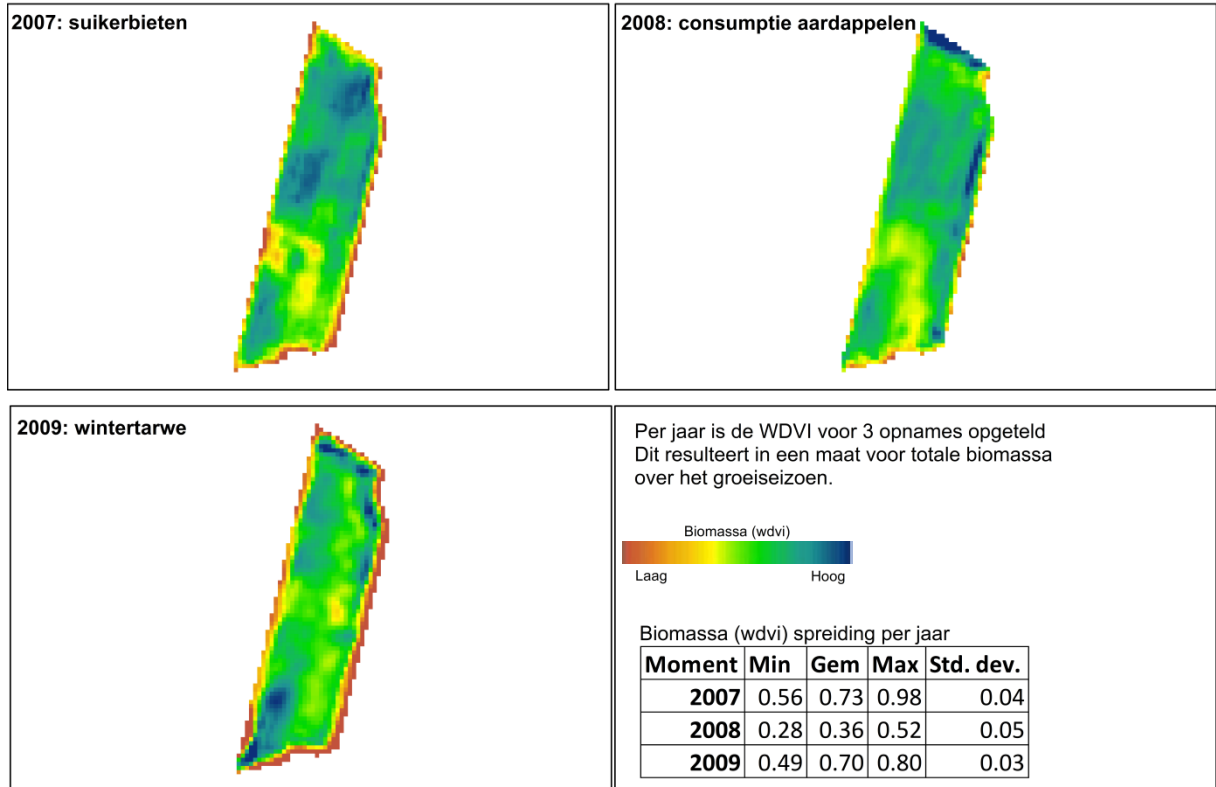 2007: suikerbieten
2008: consumptie aardappelen
2009: wintertarwe
Per jaar is de WDVI voor 3 opnames opgeteld
Dit resulteert in een maat voor totale biomassa
over het groeiseizoen.
Biomassa (wdvi)
Laag Hoog
Biomassa (wdvi) spreiding per jaar
Moment Min Gem Max Std. dev.
2007 0.56 0.73 0.98 0.04
2008 0.28 0.36 0.52 0.05
2009 0.49 0.70 0.80 0.03